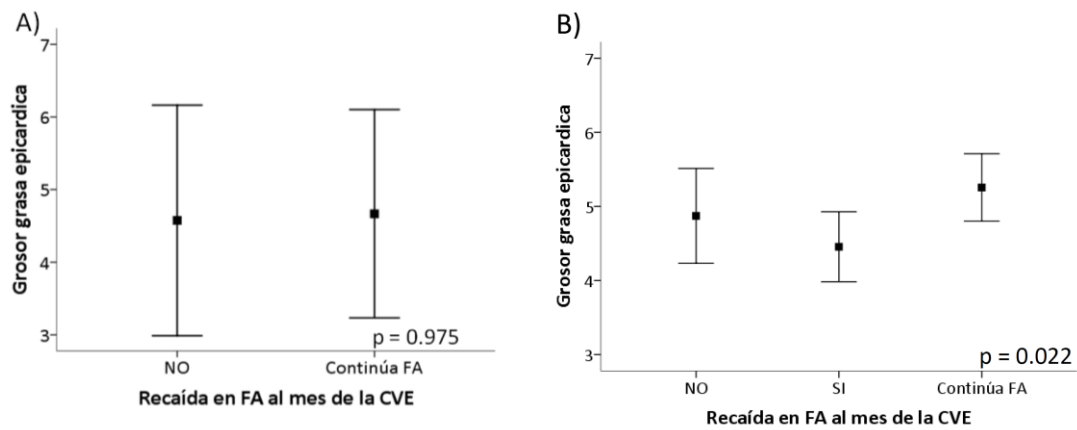 A)
7
6
5
4
3
Grosor grasa epicardica
p = 0.975
NO
Continúa FA
Recaída en FA al mes de la CVE
B)
7
6
5
4
3
Grosor grasa epicardica
p = 0.022
NO
SI
Continúa FA
Recaída en FA al mes de la CVE